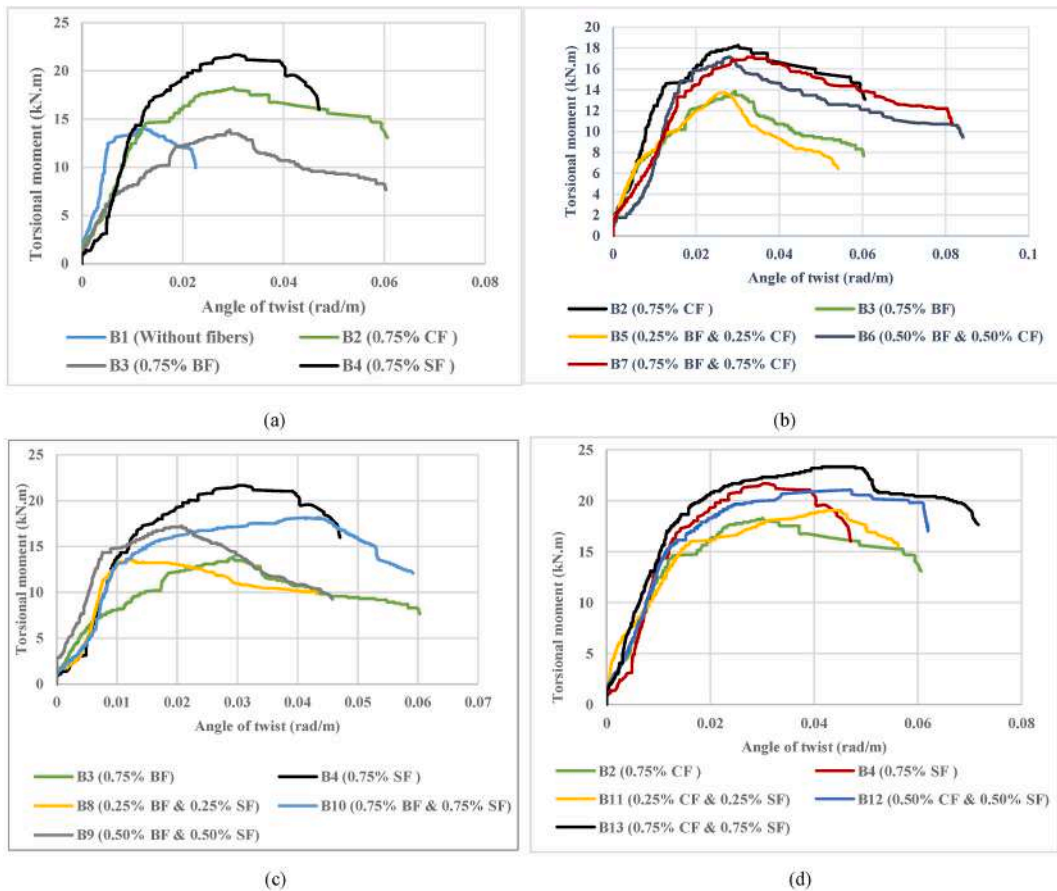 25
20
15
10
5
0
0 0.02 0.04 0.06 0.08
Torsional moment (kN.m)
Angle of twist (rad/m)
B1 (Without fibers) B2 (0.75% CF )
B3 (0.75% BF) B4 (0.75% SF )
(a)
20
18
16
14
12
10
8
6
4
2
0
0 0.02 0.04 0.06 0.08 0.1
Torsional moment (kN.m)
Angle of twist (rad/m)
B2 (0.75% CF ) B3 (0.75% BF)
B5 (0.25% BF & 0.25% CF) B6 (0.50% BF & 0.50% CF)
B7 (0.75% BF & 0.75% CF)
(b)
25
20
15
10
5
0
0 0.01 0.02 0.03 0.04 0.05 0.06 0.07
Torsional moment (kN.m)
Angle of twist (rad/m)
B3 (0.75% BF) B4 (0.75% SF )
B8 (0.25% BF & 0.25% SF) B10 (0.75% BF & 0.75% SF)
B9 (0.50% BF & 0.50% SF)
(c)
25
20
15
10
5
0
0 0.02 0.04 0.06 0.08
Torsional moment (kN.m)
Angle of twist (rad/m)
B2 (0.75% CF ) B4 (0.75% SF )
B11 (0.25% CF & 0.25% SF) B12 (0.50% CF & 0.50% SF)
B13 (0.75% CF & 0.75% SF)
(d)